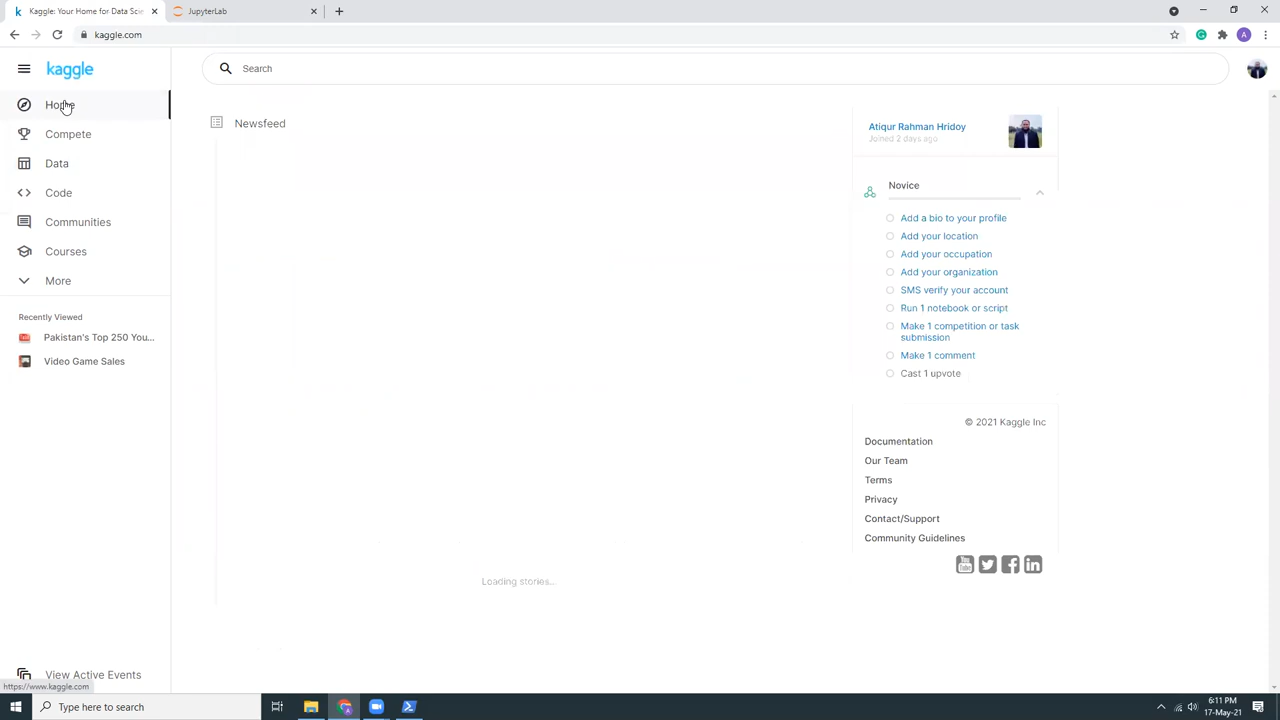 Kaggle: Your Home for Data Scie
JupyterLab
kaggle.com
A
kaggle
Search
Home
Compete
Data
Code
Communities
Courses
More
Recently Viewed
Pakistan's Top 250 You...
Video Game Sales
View Active Events
https://www.kaggle.com
Newsfeed
Loading stories...
Atiqur Rahman Hridoy
Joined 2 days ago
Novice
Add a bio to your profile
Add your location
Add your occupation
Add your organization
SMS verify your account
Run 1 notebook or script
Make 1 competition or task
submission
Make 1 comment
Cast 1 upvote
© 2021 Kaggle Inc
Documentation
Our Team
Terms
Privacy
Contact/Support
Community Guidelines
You
Tube
Type here to search
6:11 PM
17-May-21